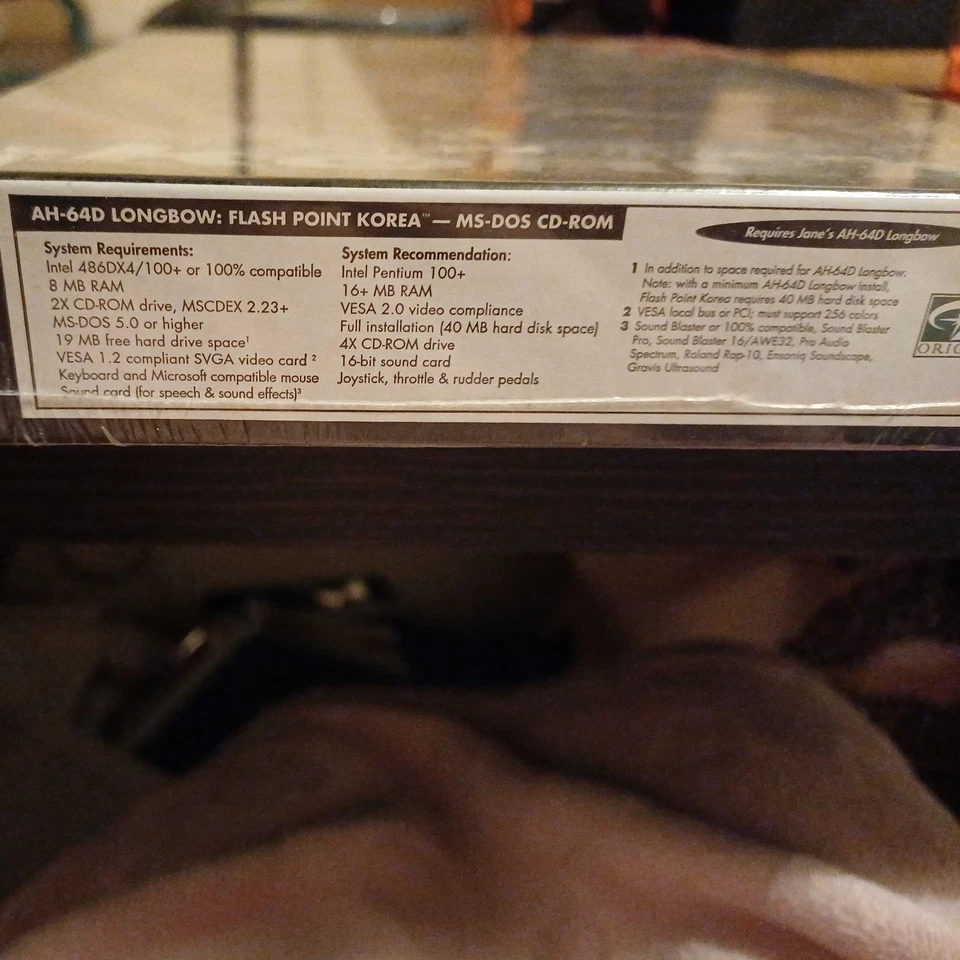 AH-64D LONGBOW: FLASH POINT KOREA™ — MS-DOS CD-ROM
System Requirements:
Intel 486DX4/100+ or 100% compatible
8 MB RAM
2X CD-ROM drive, MSCDEX 2.23+
MS-DOS 5.0 or higher
19 MB free hard drive space¹
VESA 1.2 compliant SVGA video card ²
Keyboard and Microsoft compatible mouse
Sound card (for speech & sound effects)³
System Recommendation:
Intel Pentium 100+
16+ MB RAM
VESA 2.0 video compliance
Full installation (40 MB hard disk space)
4X CD-ROM drive
16-bit sound card
Joystick, throttle & rudder pedals
Requires Jane's AH-64D Longbow
1 In addition to space required for AH-64D Longbow.
Note: with a minimum AH-64D Longbow install,
Flash Point Korea requires 40 MB hard disk space
2 VESA local bus or PCI; must support 256 colors
3 Sound Blaster or 100% compatible, Sound Blaster
Pro, Sound Blaster 16/AWE32, Pro Audio
Spectrum, Roland Rap-10, Ensoniq Soundscape,
Gravis Ultrasound
ORIG